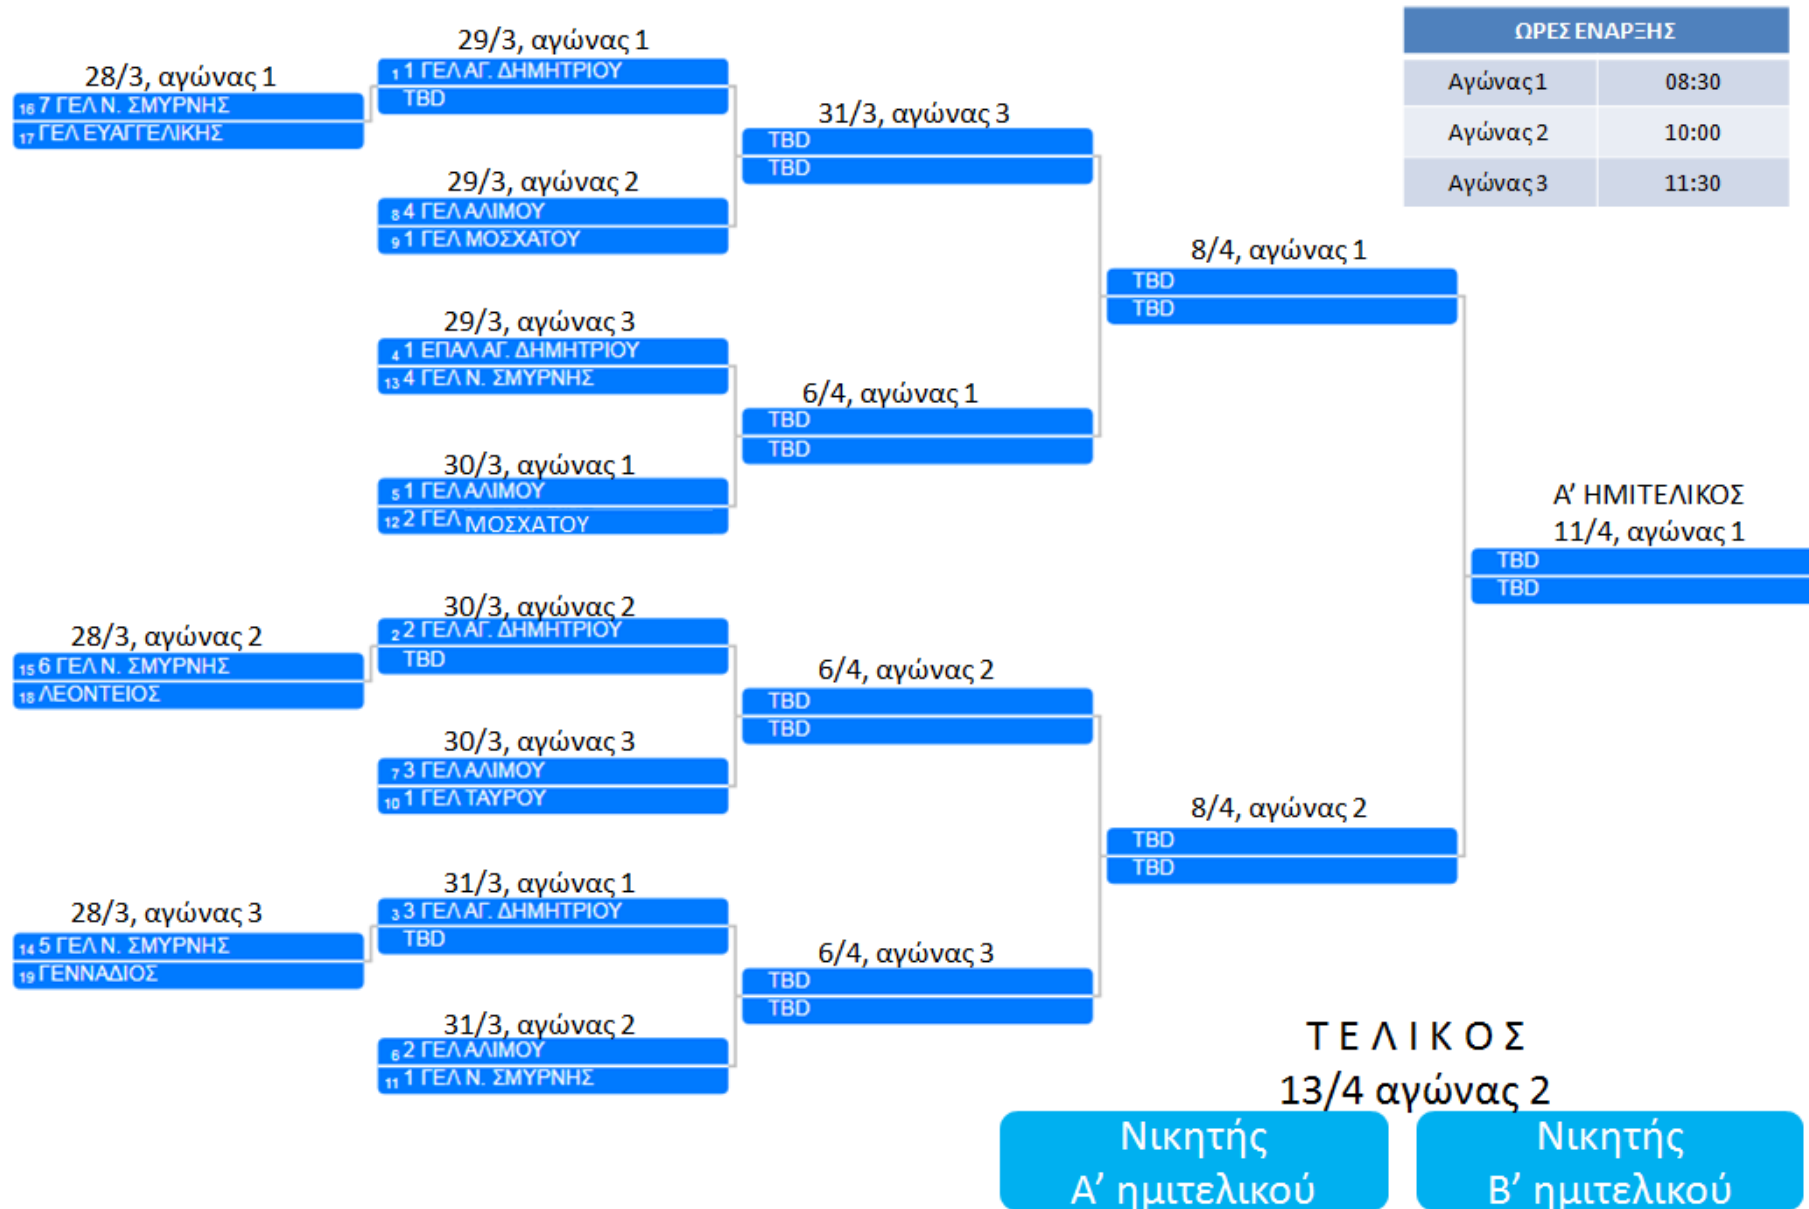 28/3, αγώνας 1
16 7 ΓΕΛ Ν. ΣΜΥΡΝΗΣ
17 ΓΕΛ ΕΥΑΓΓΕΛΙΚΗΣ
28/3, αγώνας 2
15 6 ΓΕΛ Ν. ΣΜΥΡΝΗΣ
18 ΛΕΟΝΤΕΙΟΣ
28/3, αγώνας 3
14 5 ΓΕΛ Ν. ΣΜΥΡΝΗΣ
19 ΓΕΝΝΑΔΙΟΣ
29/3, αγώνας 1
1 1 ΓΕΛ ΑΓ. ΔΗΜΗΤΡΙΟΥ
TBD
29/3, αγώνας 2
8 4 ΓΕΛ ΑΛΙΜΟΥ
9 1 ΓΕΛ ΜΟΣΧΑΤΟΥ
29/3, αγώνας 3
4 1 ΕΠΑΛ ΑΓ. ΔΗΜΗΤΡΙΟΥ
13 4 ΓΕΛ Ν. ΣΜΥΡΝΗΣ
30/3, αγώνας 1
5 1 ΓΕΛ ΑΛΙΜΟΥ
12 2 ΓΕΛ ΜΟΣΧΑΤΟΥ
30/3, αγώνας 2
2 2 ΓΕΛ ΑΓ. ΔΗΜΗΤΡΙΟΥ
TBD
30/3, αγώνας 3
7 3 ΓΕΛ ΑΛΙΜΟΥ
10 1 ΓΕΛ ΤΑΥΡΟΥ
31/3, αγώνας 1
3 3 ΓΕΛ ΑΓ. ΔΗΜΗΤΡΙΟΥ
TBD
31/3, αγώνας 2
6 2 ΓΕΛ ΑΛΙΜΟΥ
11 1 ΓΕΛ Ν. ΣΜΥΡΝΗΣ
31/3, αγώνας 3
TBD
TBD
6/4, αγώνας 1
TBD
TBD
6/4, αγώνας 2
TBD
TBD
6/4, αγώνας 3
TBD
TBD
8/4, αγώνας 1
TBD
TBD
8/4, αγώνας 2
TBD
TBD
Α’ ΗΜΙΤΕΛΙΚΟΣ
11/4, αγώνας 1
TBD
TBD
ΩΡΕΣ ΕΝΑΡΞΗΣ
Αγώνας 1 08:30
Αγώνας 2 10:00
Αγώνας 3 11:30
Τ Ε Λ Ι Κ Ο Σ
13/4 αγώνας 2
Νικητής
Α’ ημιτελικού
Νικητής
Β’ ημιτελικού